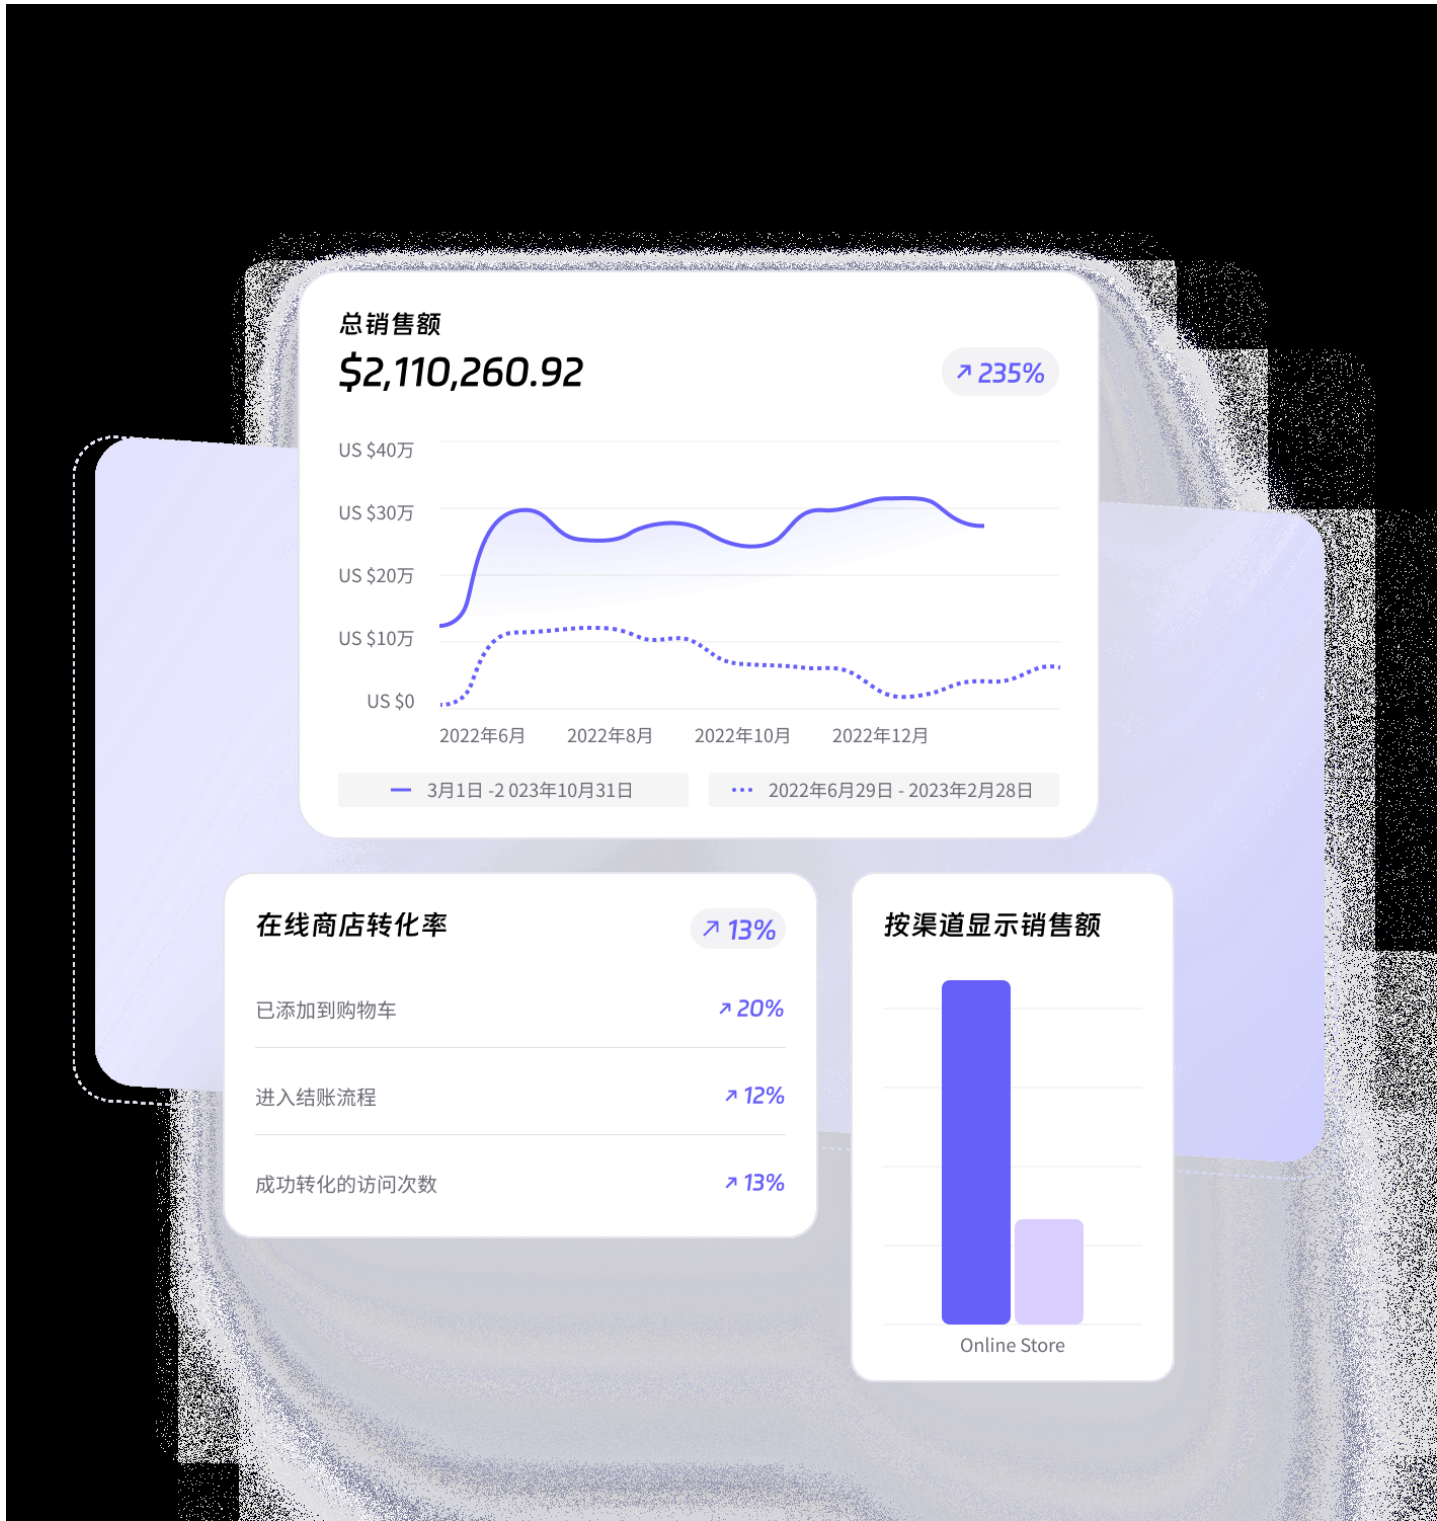 总销售额
$2,110,260.92
↗ 235%
US $40万
US $30万
US $20万
US $10万
US $0
2022年6月 2022年8月 2022年10月 2022年12月
3月1日 -2 023年10月31日
2022年6月29日 - 2023年2月28日
在线商店转化率 ↗ 13%
已添加到购物车 ↗ 20%
进入结账流程 ↗ 12%
成功转化的访问次数 ↗ 13%
按渠道显示销售额
Online Store